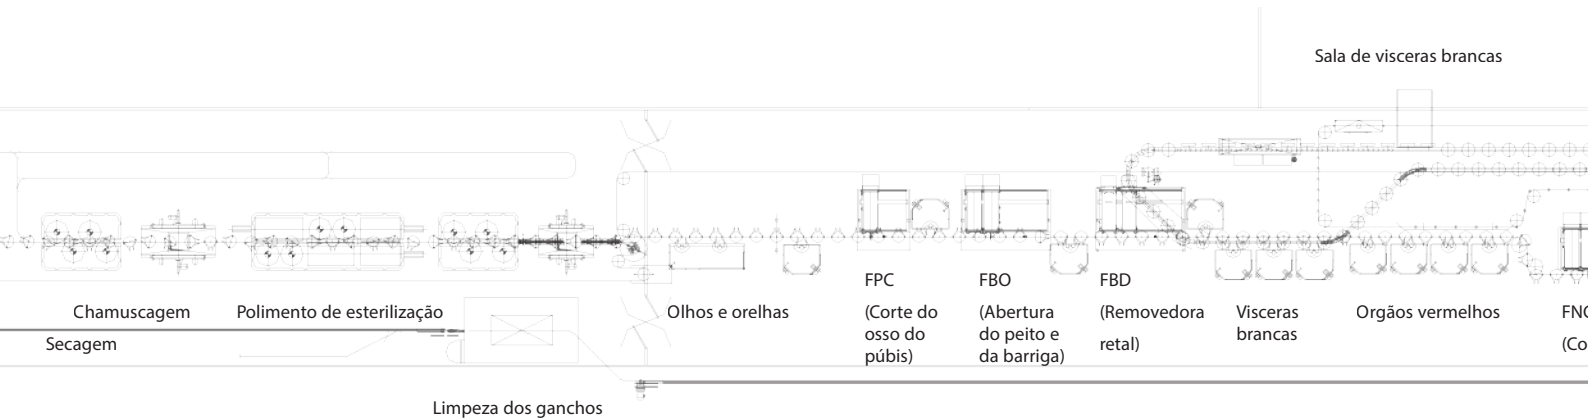 Sala de visceras brancas
Chamuscagem
Secagem
Polimento de esterilização
Limpeza dos ganchos
Olhos e orelhas
FPC
(Corte do
osso do
púbis)
FBO
(Abertura
do peito e
da barriga)
FBD
(Removedora
retal)
Visceras
brancas
Orgãos vermelhos
(Co